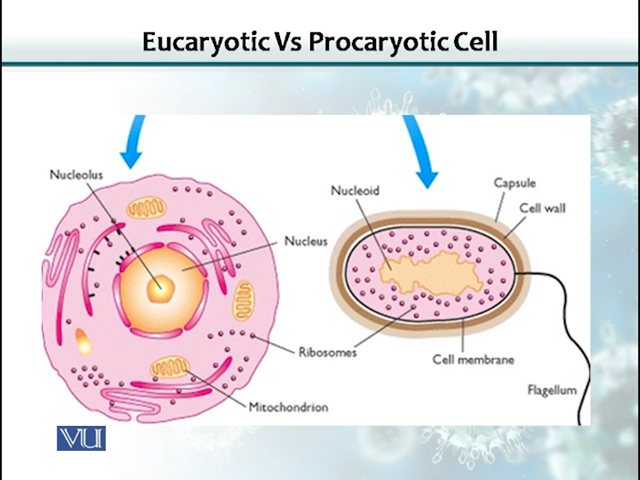 Eucaryotic Vs Procaryotic Cell
Nucleolus
Nucleus
Ribosomes
Mitochondrion
Nucleoid
Capsule
Cell wall
Cell membrane
Flagellum
VU